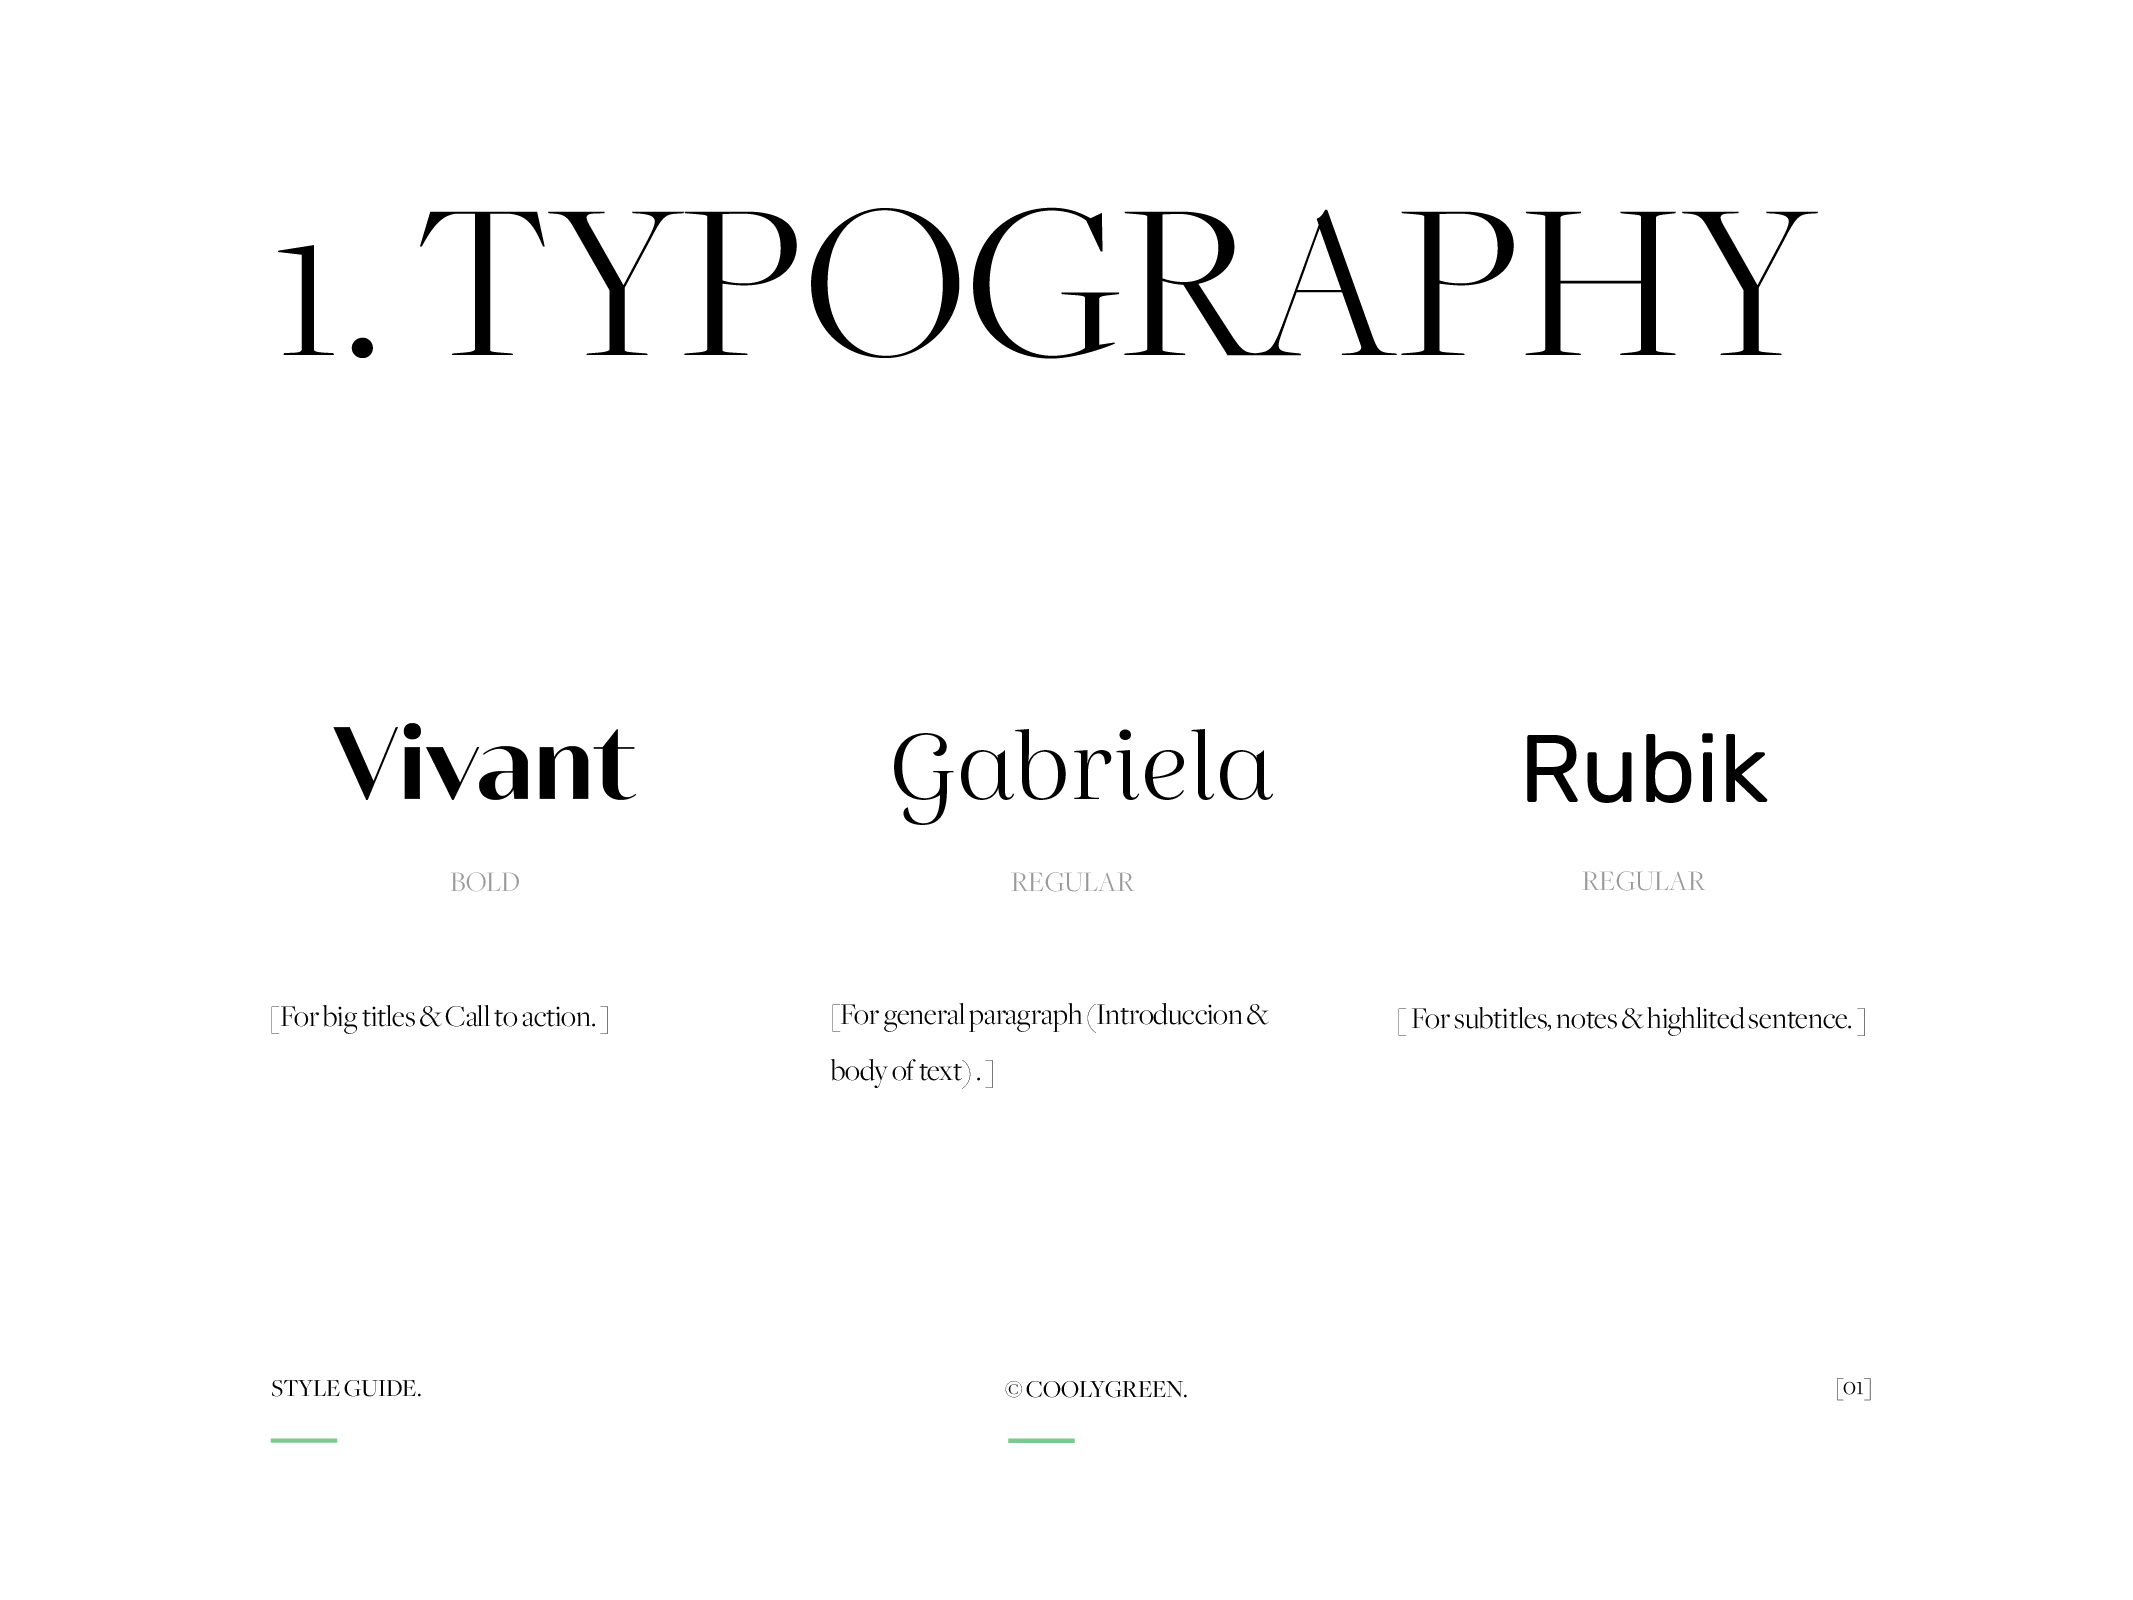 1. TYPOGRAPHY
Vivant
Gabriela
Rubik
BOLD
REGULAR
REGULAR
[For big titles & Call to action. ]
[For general paragraph (Introduccion &
body of text) . ]
[ For subtitles, notes & highlited sentence. ]
STYLE GUIDE.
© COOLYGREEN.
[01]